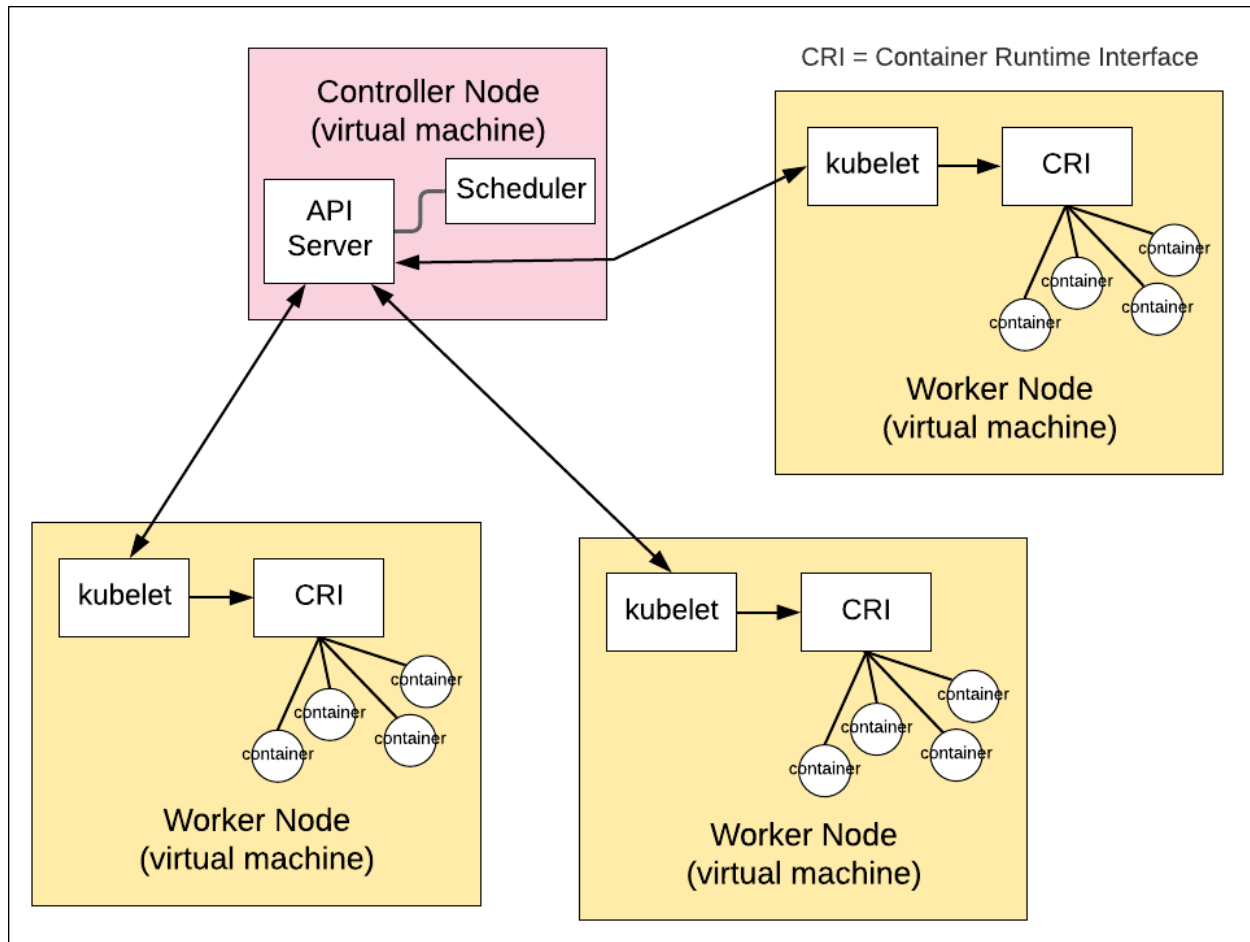 CRI = Container Runtime Interface
Controller Node
(virtual machine)
Scheduler
API
Server
kubelet
CRI
container
container
container
container
Worker Node
(virtual machine)
kubelet
CRI
container
container
container
container
Worker Node
(virtual machine)
kubelet
CRI
container
container
container
container
Worker Node
(virtual machine)